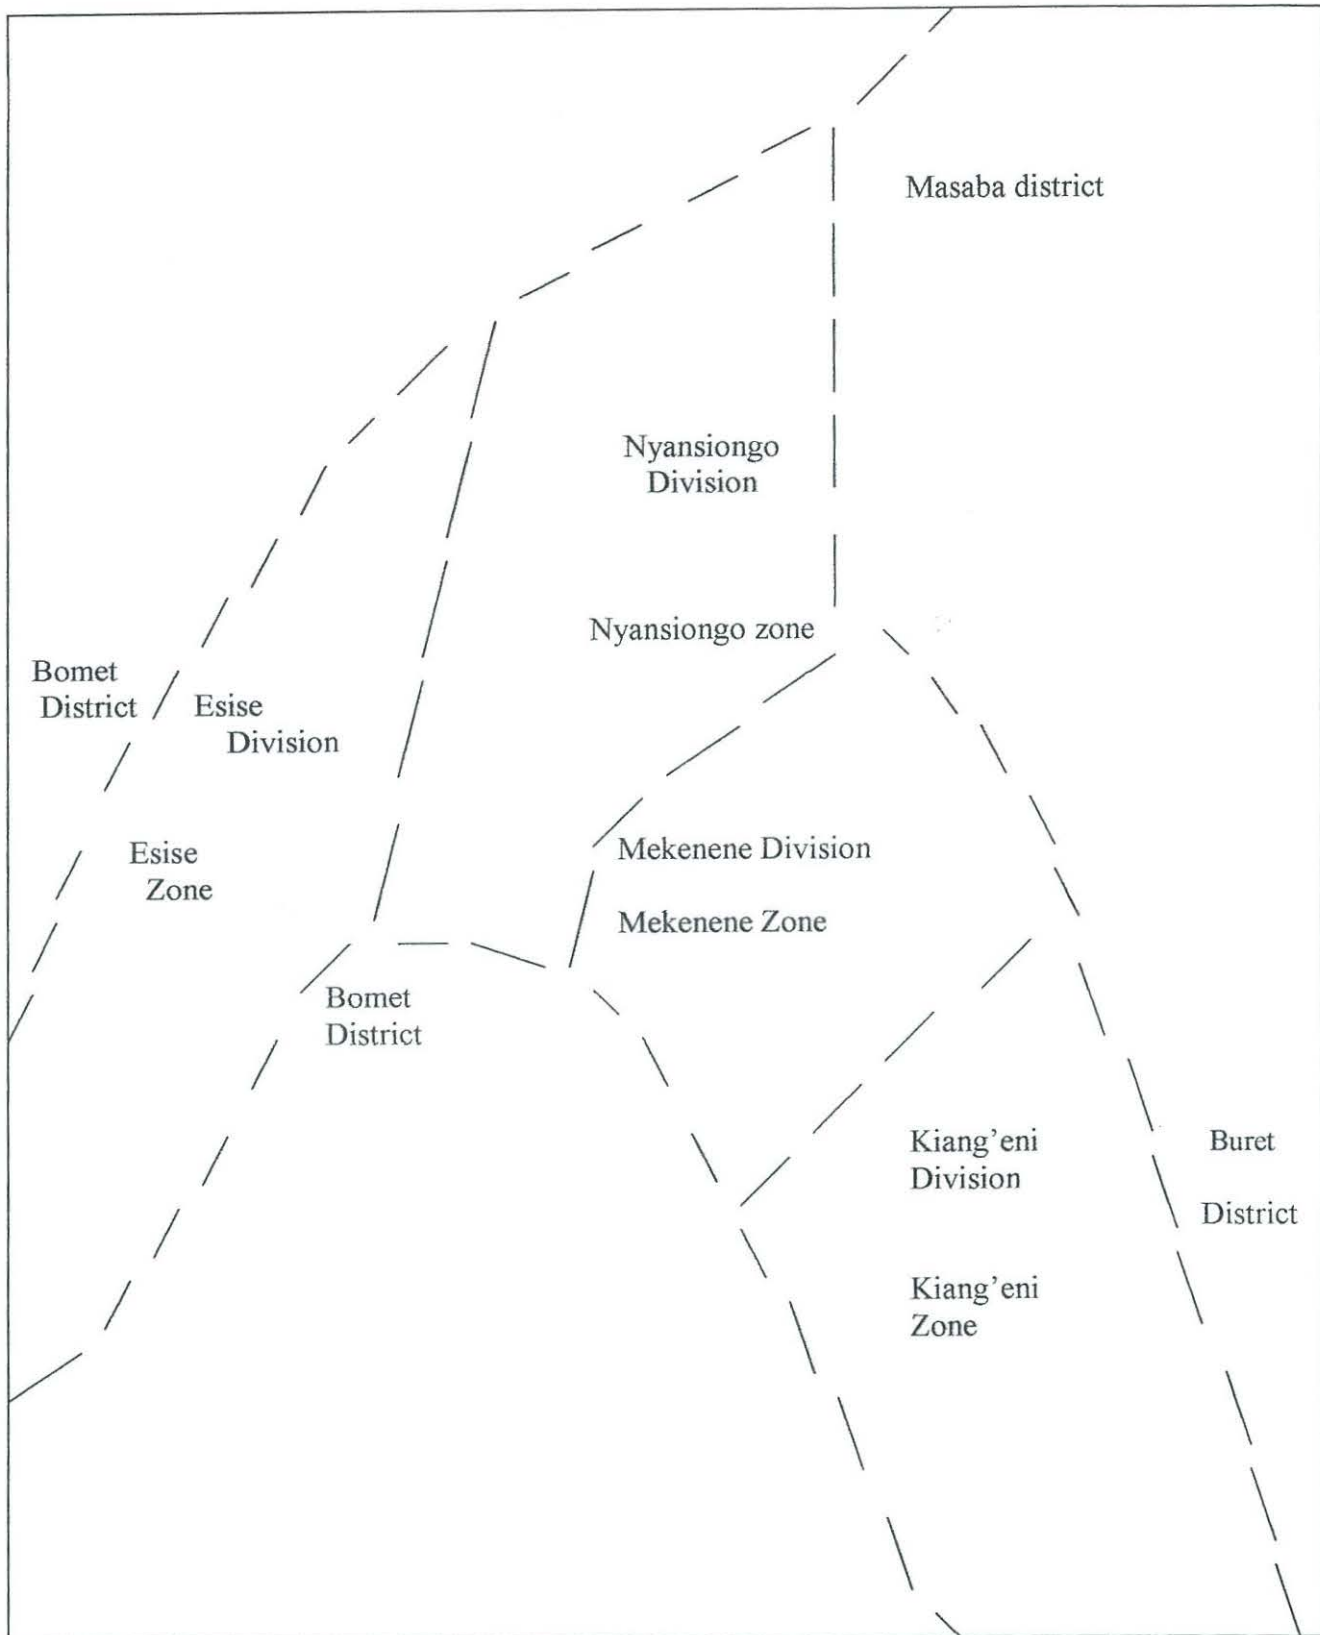 Masaba district
Nyansiongo
Division
Nyansiongo zone
Bomet
District
Esise
Division
Esise
Zone
Mekenene Division
Mekenene Zone
Bomet
District
Kiang'eni
Division
Buret
District
Kiang'eni
Zone